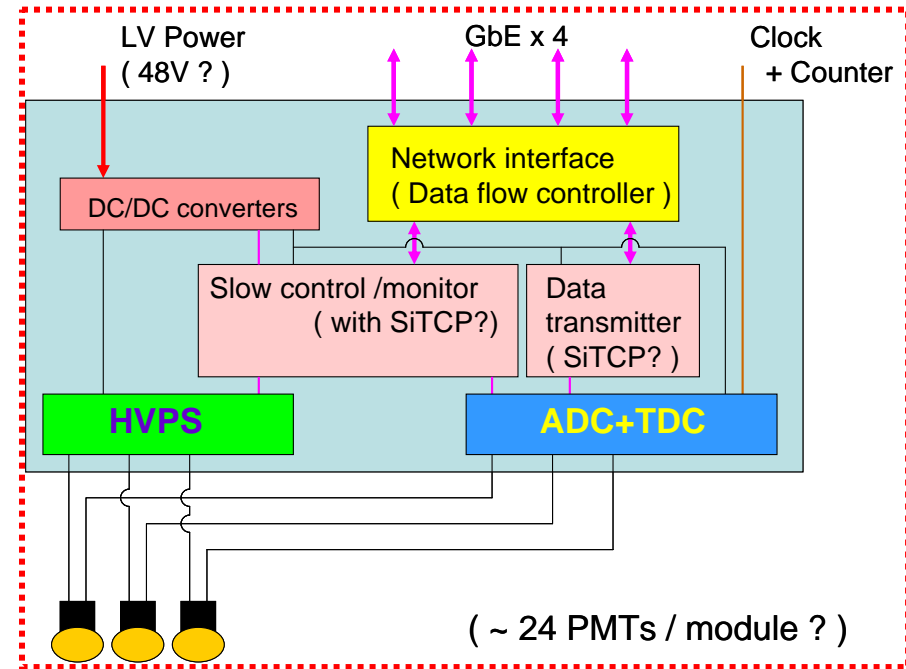 LV Power
( 48V ? )
GbE x 4
Clock
+ Counter
Network interface
( Data flow controller )
DC/DC converters
Slow control /monitor
( with SiTCP?)
Data
transmitter
( SiTCP? )
HVPS
ADC+TDC
( ~ 24 PMTs / module ? )